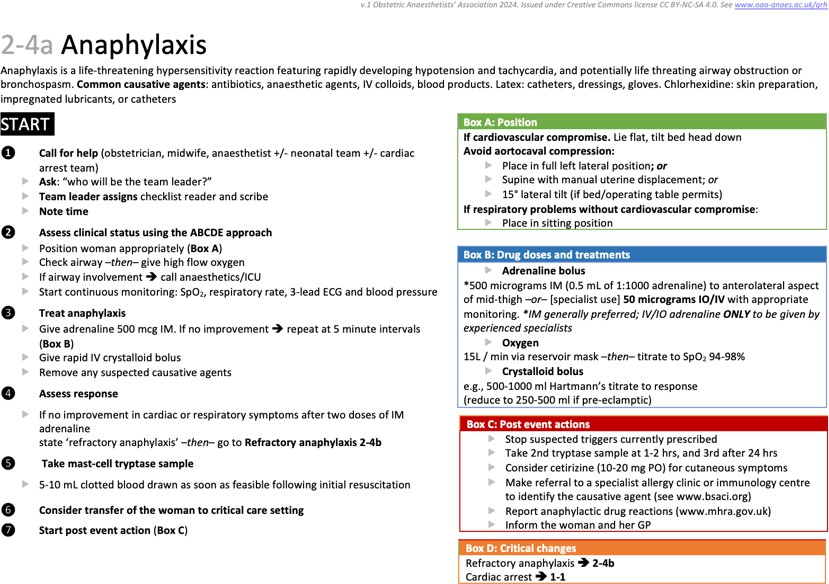 v.1 Obstetric Anaesthetists' Association 2024. Issued under Creative Commons license CC BY-NC-SA 4.0. See www.oaa-anaes.ac.uk/qrh
2-4a Anaphylaxis
Anaphylaxis is a life-threatening hypersensitivity reaction featuring rapidly developing hypotension and tachycardia, and potentially life threating airway obstruction or
bronchospasm. Common causative agents: antibiotics, anaesthetic agents, IV colloids, blood products. Latex: catheters, dressings, gloves. Chlorhexidine: skin preparation,
impregnated lubricants, or catheters
START
❶ Call for help (obstetrician, midwife, anaesthetist +/- neonatal team +/- cardiac
arrest team)
Ask: "who will be the team leader?"
Team leader assigns checklist reader and scribe
Note time
❷ Assess clinical status using the ABCDE approach
Position woman appropriately (Box A)
Check airway –then– give high flow oxygen
If airway involvement ➔ call anaesthetics/ICU
Start continuous monitoring: SpO₂, respiratory rate, 3-lead ECG and blood pressure
❸ Treat anaphylaxis
Give adrenaline 500 mcg IM. If no improvement ➔ repeat at 5 minute intervals
(Box B)
Give rapid IV crystalloid bolus
Remove any suspected causative agents
❹ Assess response
If no improvement in cardiac or respiratory symptoms after two doses of IM
adrenaline
state 'refractory anaphylaxis' –then– go to Refractory anaphylaxis 2-4b
❺ Take mast-cell tryptase sample
5-10 mL clotted blood drawn as soon as feasible following initial resuscitation
❻ Consider transfer of the woman to critical care setting
❼ Start post event action (Box C)
Box A: Position
If cardiovascular compromise. Lie flat, tilt bed head down
Avoid aortocaval compression:
Place in full left lateral position; or
Supine with manual uterine displacement; or
15° lateral tilt (if bed/operating table permits)
If respiratory problems without cardiovascular compromise:
Place in sitting position
Box B: Drug doses and treatments
Adrenaline bolus
*500 micrograms IM (0.5 mL of 1:1000 adrenaline) to anterolateral aspect
of mid-thigh –or– [specialist use] 50 micrograms IO/IV with appropriate
monitoring. *IM generally preferred; IV/IO adrenaline ONLY to be given by
experienced specialists
Oxygen
15L / min via reservoir mask –then– titrate to SpO₂ 94-98%
Crystalloid bolus
e.g., 500-1000 ml Hartmann's titrate to response
(reduce to 250-500 ml if pre-eclamptic)
Box C: Post event actions
Stop suspected triggers currently prescribed
Take 2nd tryptase sample at 1-2 hrs, and 3rd after 24 hrs
Consider cetirizine (10-20 mg PO) for cutaneous symptoms
Make referral to a specialist allergy clinic or immunology centre
to identify the causative agent (see www.bsaci.org)
Report anaphylactic drug reactions (www.mhra.gov.uk)
Inform the woman and her GP
Box D: Critical changes
Refractory anaphylaxis ➔ 2-4b
Cardiac arrest ➔ 1-1